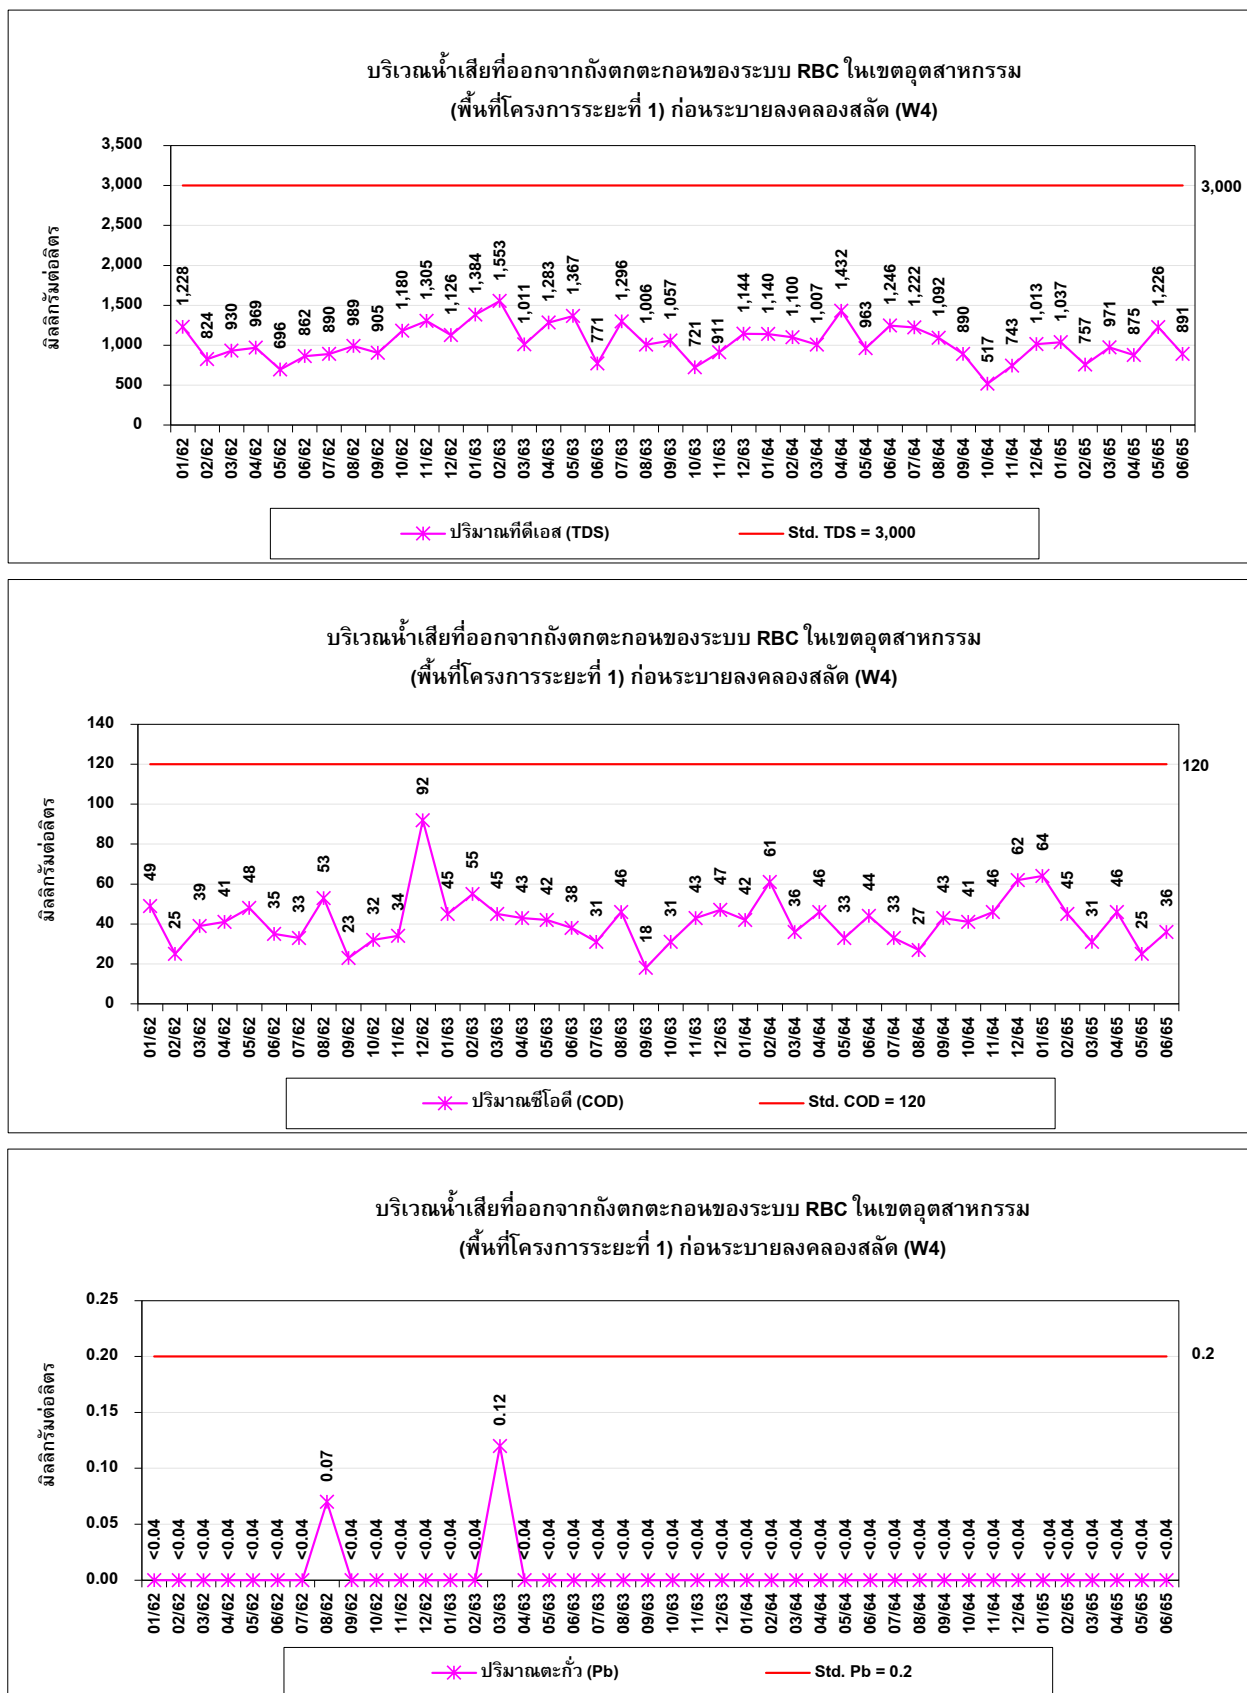 บริเวณน้ำเสียที่ออกจากถังตกตะกอนของระบบ RBC ในเขตอุตสาหกรรม
(พื้นที่โครงการระยะที่ 1) ก่อนระบายลงคลองสลัด (W4)
มิลลิกรัมต่อลิตร
3,500
3,000
2,500
2,000
1,500
1,000
500
0
3,000
1,228 824 930 969 696 862 890 989 905 1,180 1,305 1,126 1,384 1,553 1,011 1,283 1,367 771 1,296 1,006 1,057 721 911 1,144 1,140 1,100 1,007 1,432 963 1,246 1,222 1,092 890 517 743 1,013 1,037 757 971 875 1,226 891
01/62 02/62 03/62 04/62 05/62 06/62 07/62 08/62 09/62 10/62 11/62 12/62 01/63 02/63 03/63 04/63 05/63 06/63 07/63 08/63 09/63 10/63 11/63 12/63 01/64 02/64 03/64 04/64 05/64 06/64 07/64 08/64 09/64 10/64 11/64 12/64 01/65 02/65 03/65 04/65 05/65 06/65
ปริมาณทีดีเอส (TDS) Std. TDS = 3,000
บริเวณน้ำเสียที่ออกจากถังตกตะกอนของระบบ RBC ในเขตอุตสาหกรรม
(พื้นที่โครงการระยะที่ 1) ก่อนระบายลงคลองสลัด (W4)
มิลลิกรัมต่อลิตร
140
120
100
80
60
40
20
0
120
49 25 39 41 48 35 33 53 23 32 34 92 45 55 45 43 42 38 31 46 18 31 43 47 42 61 36 46 33 44 33 27 43 41 46 62 64 45 31 46 25 36
01/62 02/62 03/62 04/62 05/62 06/62 07/62 08/62 09/62 10/62 11/62 12/62 01/63 02/63 03/63 04/63 05/63 06/63 07/63 08/63 09/63 10/63 11/63 12/63 01/64 02/64 03/64 04/64 05/64 06/64 07/64 08/64 09/64 10/64 11/64 12/64 01/65 02/65 03/65 04/65 05/65 06/65
ปริมาณซีโอดี (COD) Std. COD = 120
บริเวณน้ำเสียที่ออกจากถังตกตะกอนของระบบ RBC ในเขตอุตสาหกรรม
(พื้นที่โครงการระยะที่ 1) ก่อนระบายลงคลองสลัด (W4)
มิลลิกรัมต่อลิตร
0.25
0.20
0.15
0.10
0.05
0.00
0.2
<0.04 <0.04 <0.04 <0.04 <0.04 <0.04 <0.04 0.07 <0.04 <0.04 <0.04 <0.04 <0.04 <0.04 0.12 <0.04 <0.04 <0.04 <0.04 <0.04 <0.04 <0.04 <0.04 <0.04 <0.04 <0.04 <0.04 <0.04 <0.04 <0.04 <0.04 <0.04 <0.04 <0.04 <0.04 <0.04 <0.04 <0.04 <0.04 <0.04 <0.04 <0.04
01/62 02/62 03/62 04/62 05/62 06/62 07/62 08/62 09/62 10/62 11/62 12/62 01/63 02/63 03/63 04/63 05/63 06/63 07/63 08/63 09/63 10/63 11/63 12/63 01/64 02/64 03/64 04/64 05/64 06/64 07/64 08/64 09/64 10/64 11/64 12/64 01/65 02/65 03/65 04/65 05/65 06/65
ปริมาณตะกั่ว (Pb) Std. Pb = 0.2